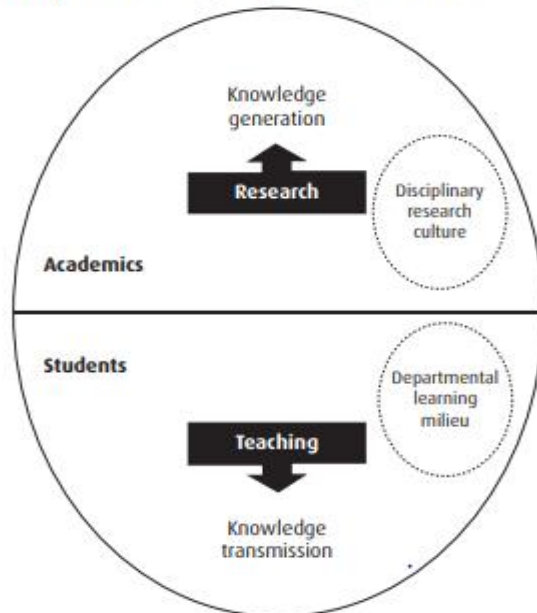 Knowledge
generation
Research
Disciplinary
research
culture
Academics
Students
Departmental
learning
milieu
Teaching
Knowledge
transmission